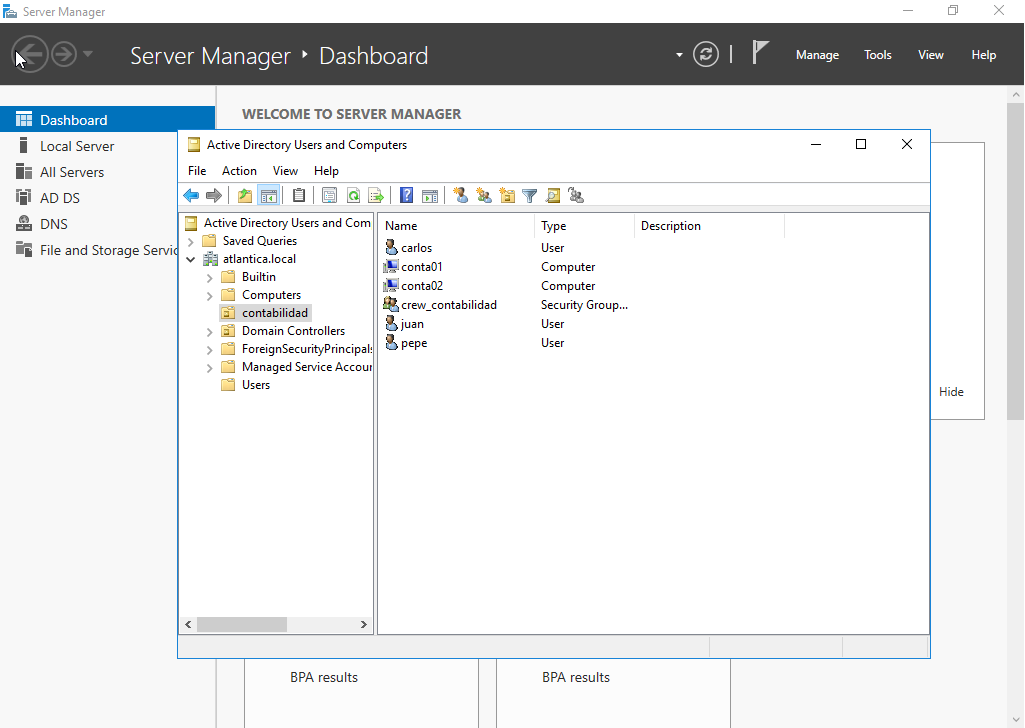 Server Manager
Server Manager ‣ Dashboard
Manage Tools View Help
Dashboard
Local Server
All Servers
AD DS
DNS
File and Storage Servic
WELCOME TO SERVER MANAGER
Active Directory Users and Computers
File Action View Help
Active Directory Users and Com
Saved Queries
atlantica.local
Builtin
Computers
contabilidad
Domain Controllers
ForeignSecurityPrincipals
Managed Service Accour
Users
Name Type Description
carlos User
conta01 Computer
conta02 Computer
crew_contabilidad Security Group...
juan User
pepe User
Hide
BPA results
BPA results